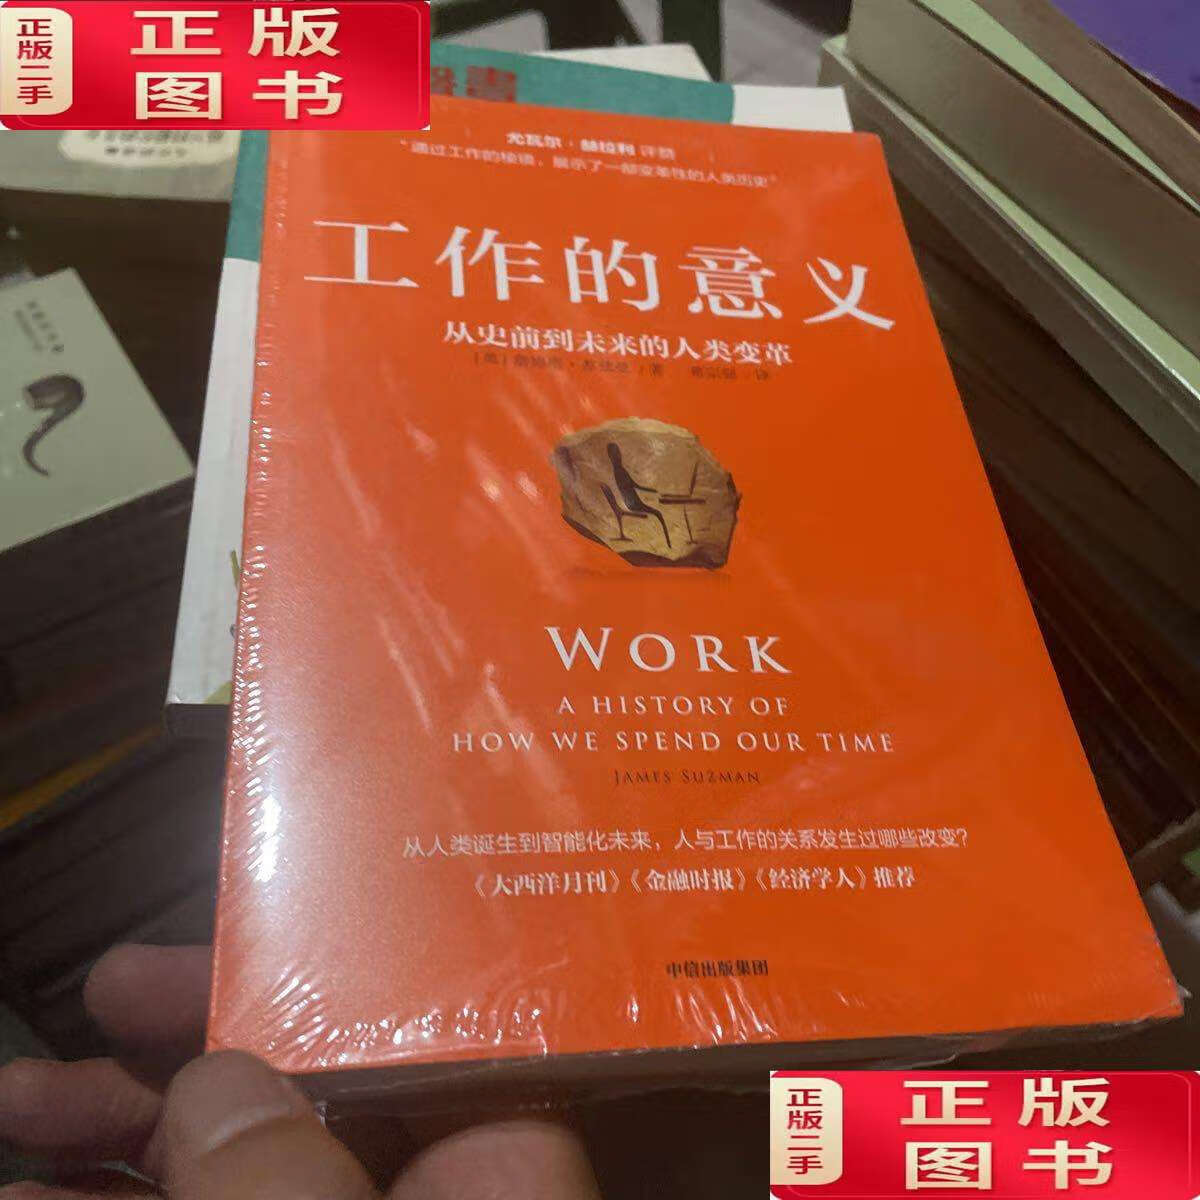 正版二手
正版
图书
尤瓦尔·赫拉利 评赞
“通过工作的棱镜，展示了一部变革性的人类历史”
工作的意义
从史前到未来的人类变革
著
译
WORK
A HISTORY OF
HOW WE SPEND OUR TIME
JAMES SUZMAN
从人类诞生到智能化未来，人与工作的关系发生过哪些改变？
《大西洋月刊》《金融时报》《经济学人》推荐
中信出版集团
正版二手
正版
图书